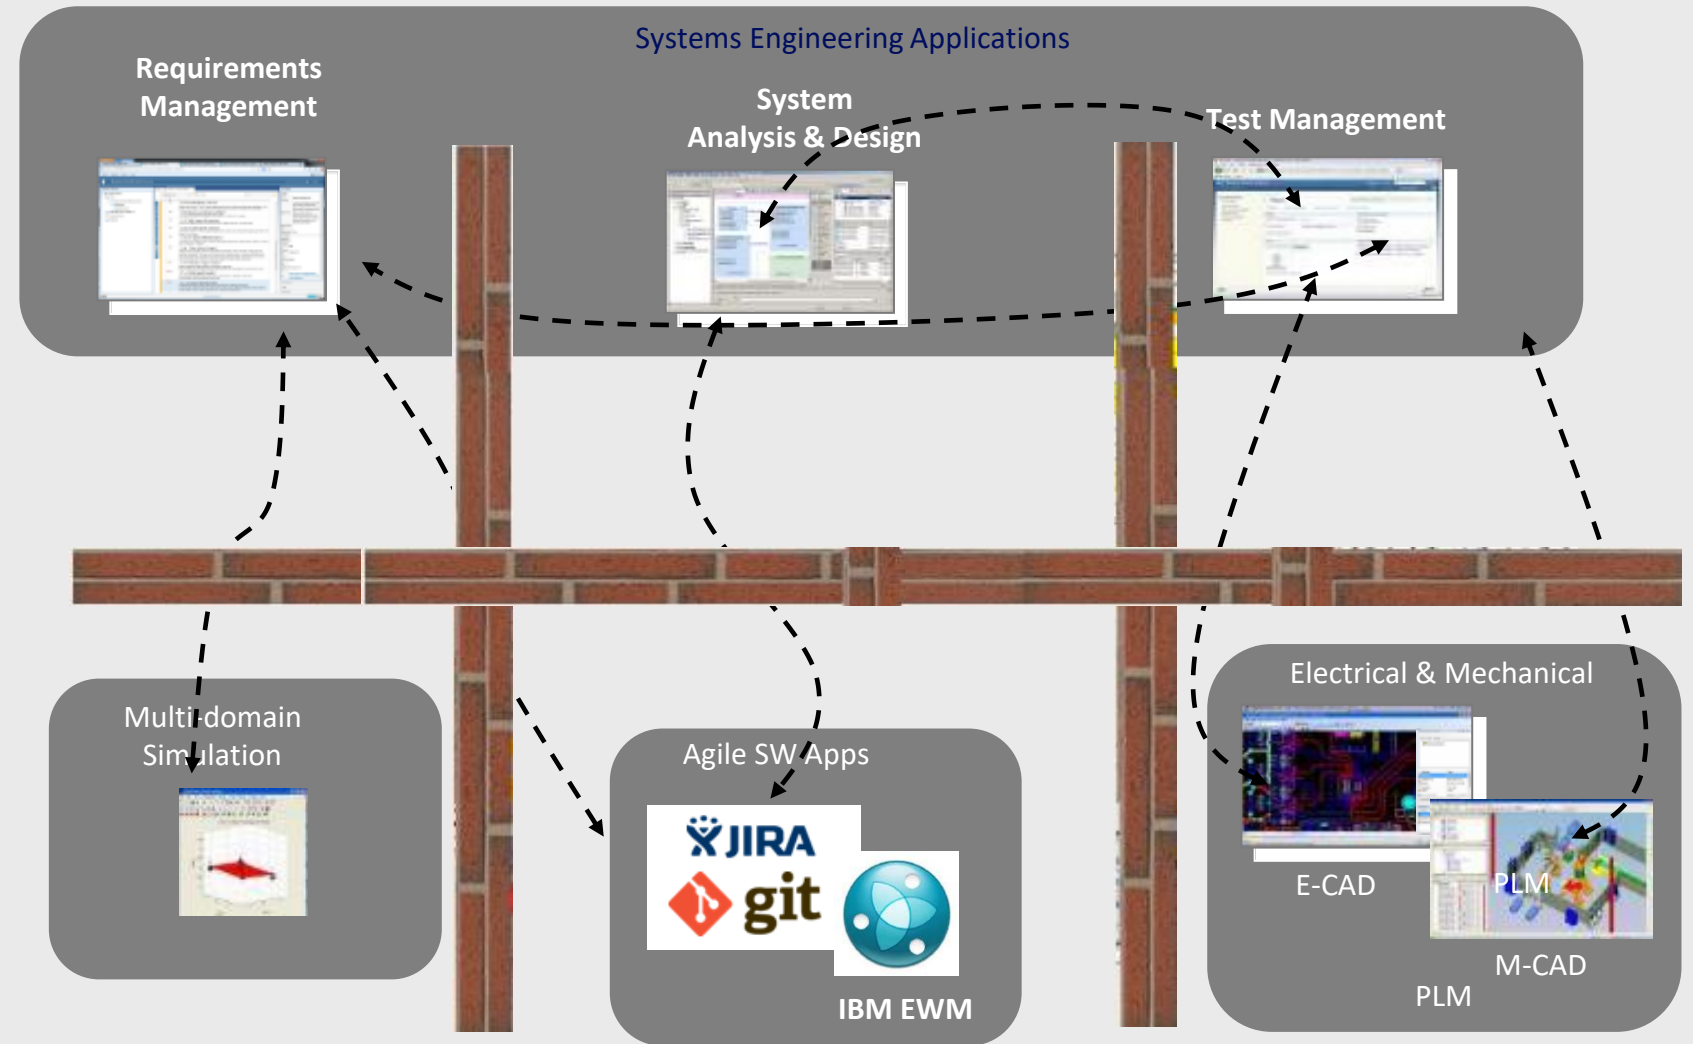 Systems Engineering Applications
Requirements
Management
System
Analysis & Design
Test Management
Multi-domain
Simulation
Agile SW Apps
JIRA
git
IBM EWM
Electrical & Mechanical
E-CAD
PLM
M-CAD
PLM